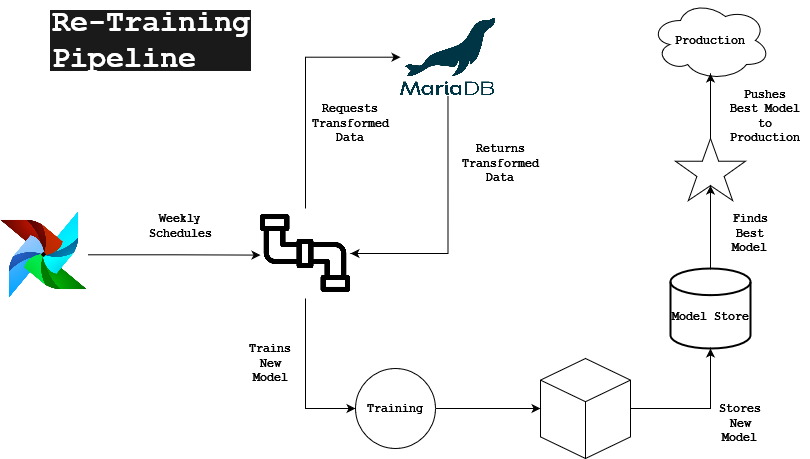 Re-Training
Pipeline
Requests
Transformed
Data
MariaDB
Returns
Transformed
Data
Production
Pushes
Best Model
to
Production
Weekly
Schedules
Finds
Best
Model
Model Store
Trains
New
Model
Training
Stores
New
Model